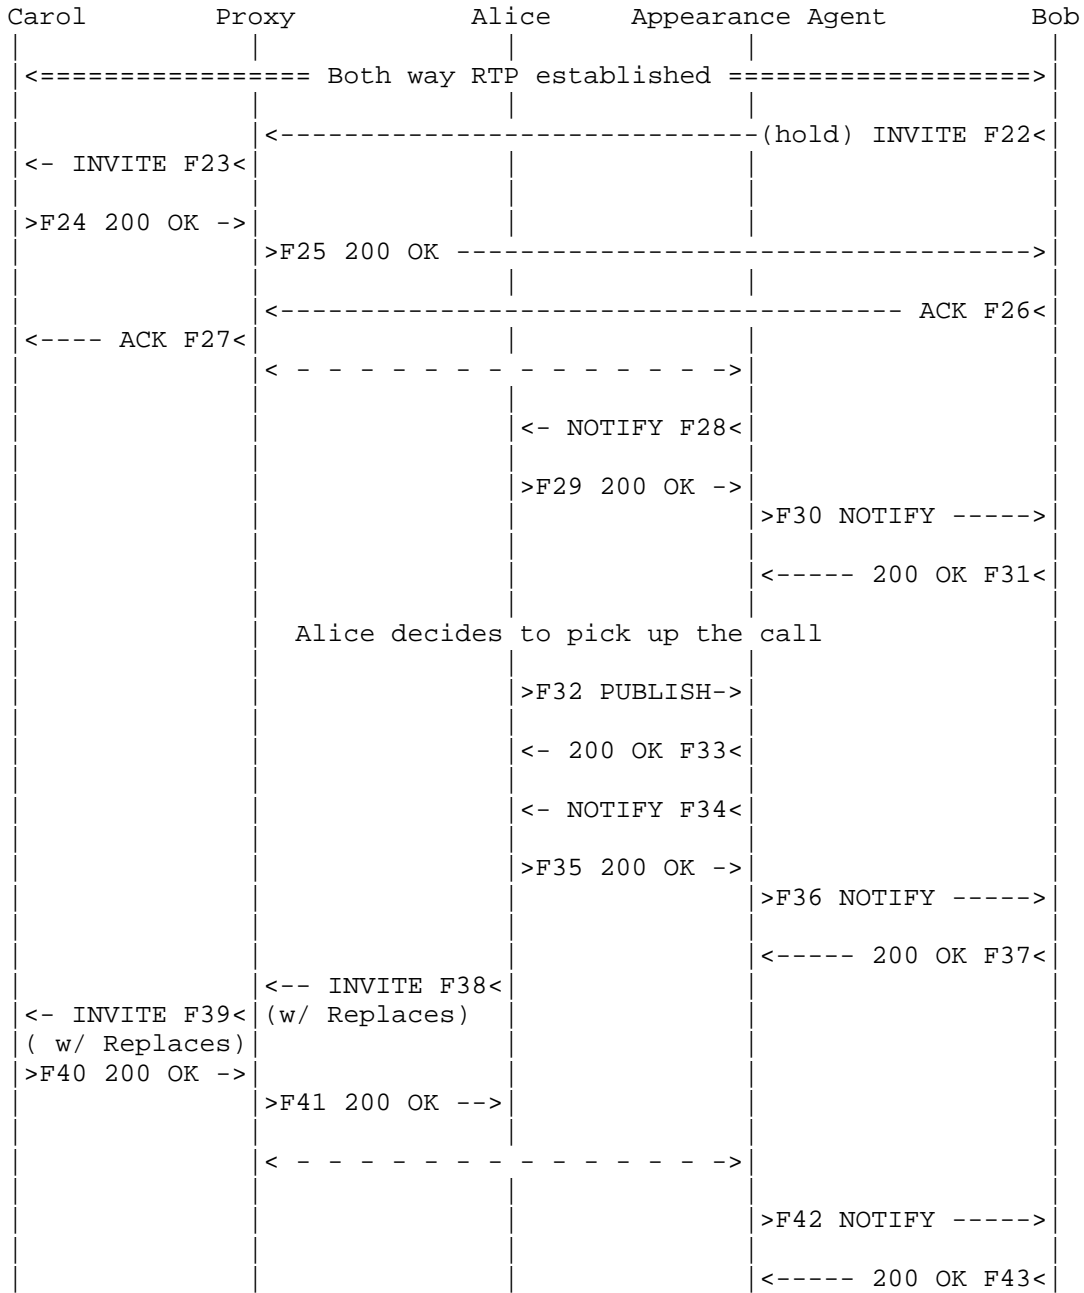 Carol Proxy Alice Appearance Agent Bob
<================= Both way RTP established ===================>
<------------------------------(hold) INVITE F22<
<- INVITE F23<
>F24 200 OK ->
>F25 200 OK ------------------------------------>
<--------------------------------------- ACK F26<
<---- ACK F27<
< - - - - - - - - - - - - - ->
<- NOTIFY F28<
>F29 200 OK ->
>F30 NOTIFY ----->
<----- 200 OK F31<
Alice decides to pick up the call
>F32 PUBLISH->
<- 200 OK F33<
<- NOTIFY F34<
>F35 200 OK ->
>F36 NOTIFY ----->
<----- 200 OK F37<
<-- INVITE F38<
<- INVITE F39< (w/ Replaces)
( w/ Replaces)
>F40 200 OK ->
>F41 200 OK -->
< - - - - - - - - - - - - - ->
>F42 NOTIFY ----->
<----- 200 OK F43<